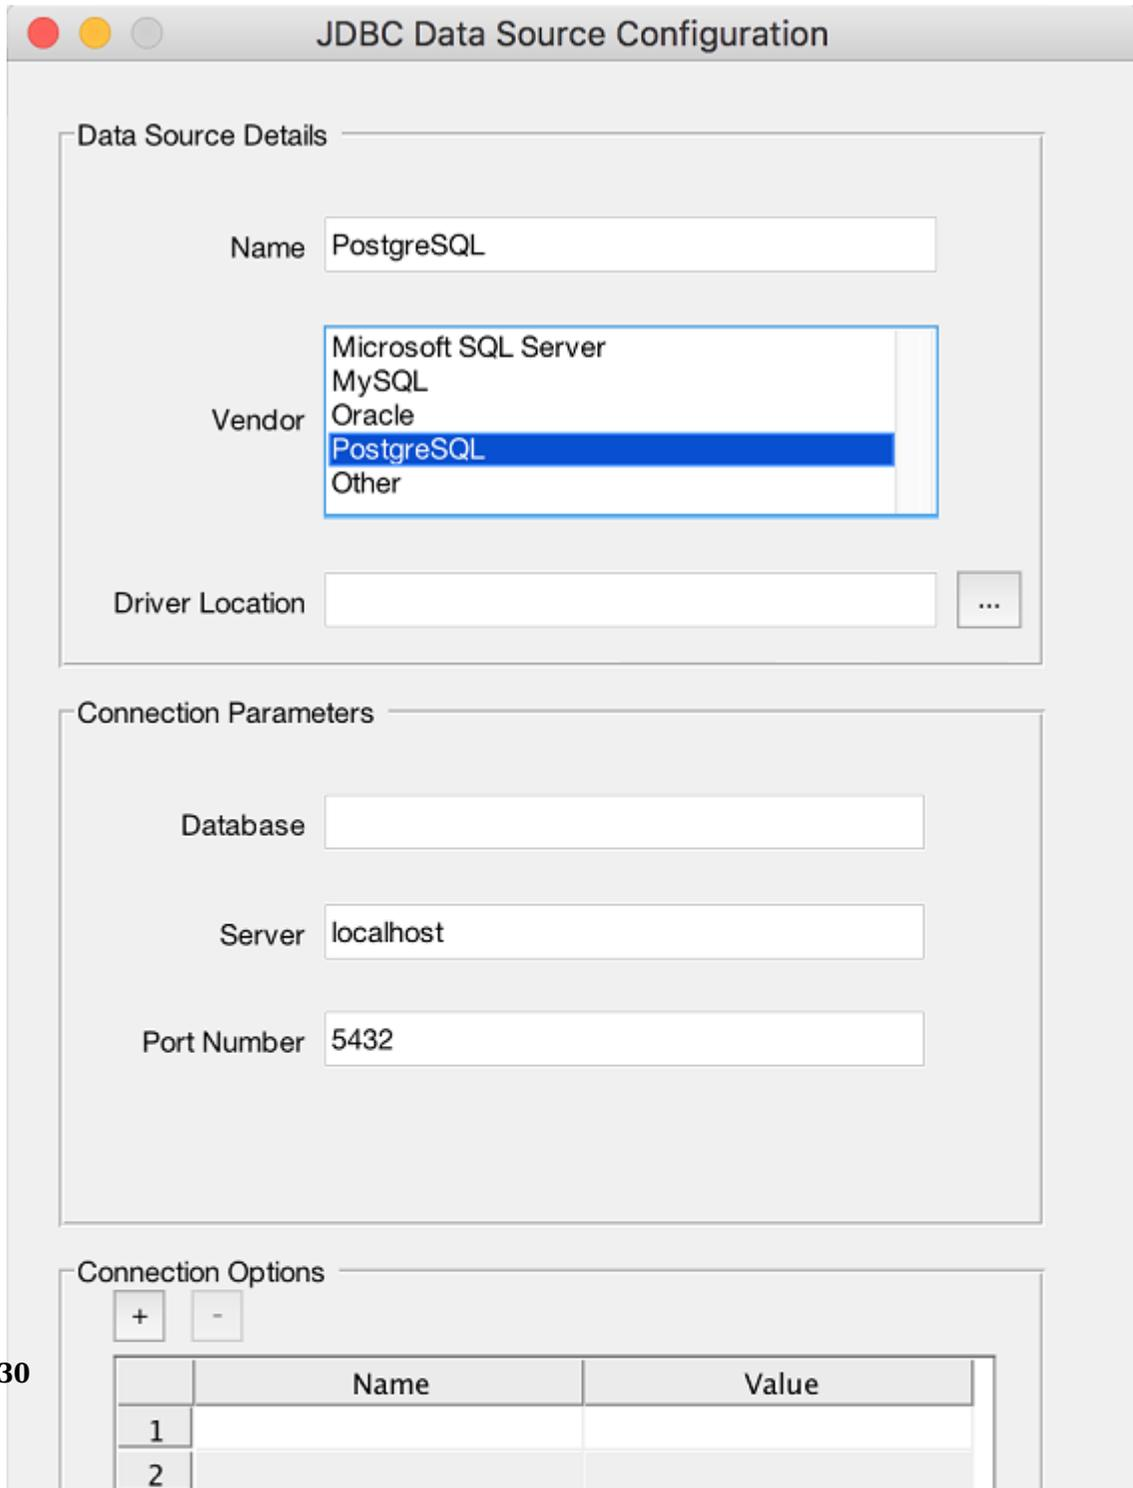 JDBC Data Source Configuration
Data Source Details
Name PostgreSQL
Microsoft SQL Server
MySQL
Vendor Oracle
PostgreSQL
Other
Driver Location ...
Connection Parameters
Database
Server localhost
Port Number 5432
Connection Options
+ -
30
Name Value
1
2